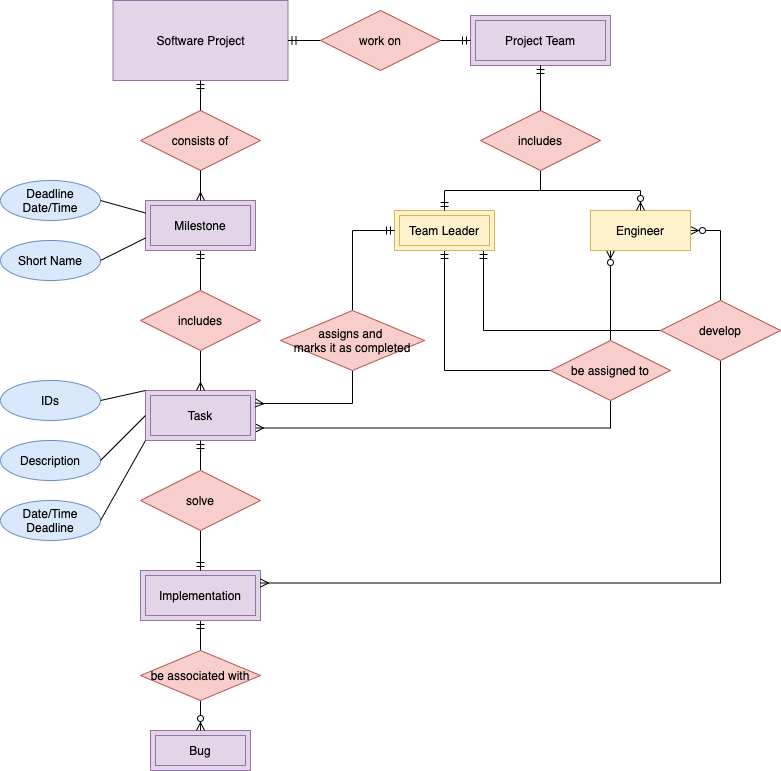 Software Project
work on
Project Team
consists of
includes
Deadline
Date/Time
Milestone
Team Leader
Engineer
Short Name
includes
assigns and
marks it as completed
develop
be assigned to
IDs
Task
Description
solve
Date/Time
Deadline
Implementation
be associated with
Bug